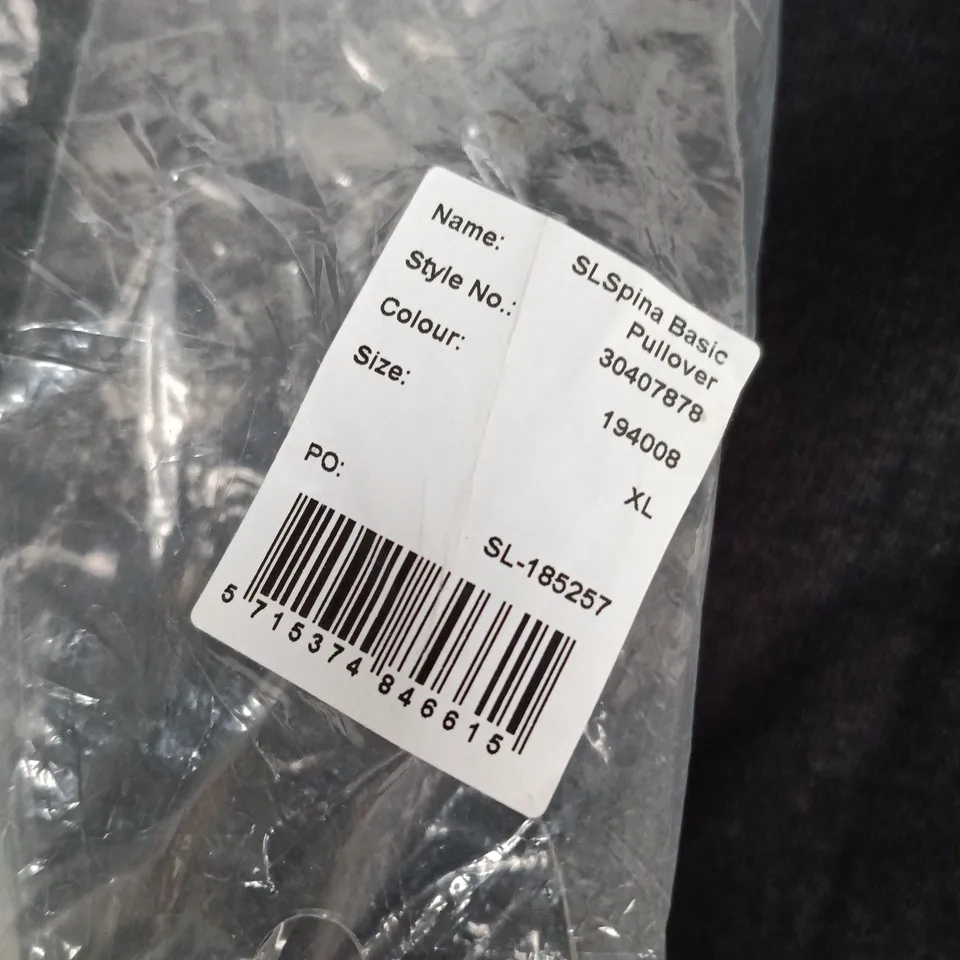 Name: SLSpina Basic
Pullover
Style No.: 30407878
Colour: 194008
Size: XL
PO: SL-185257
5 715374 846615